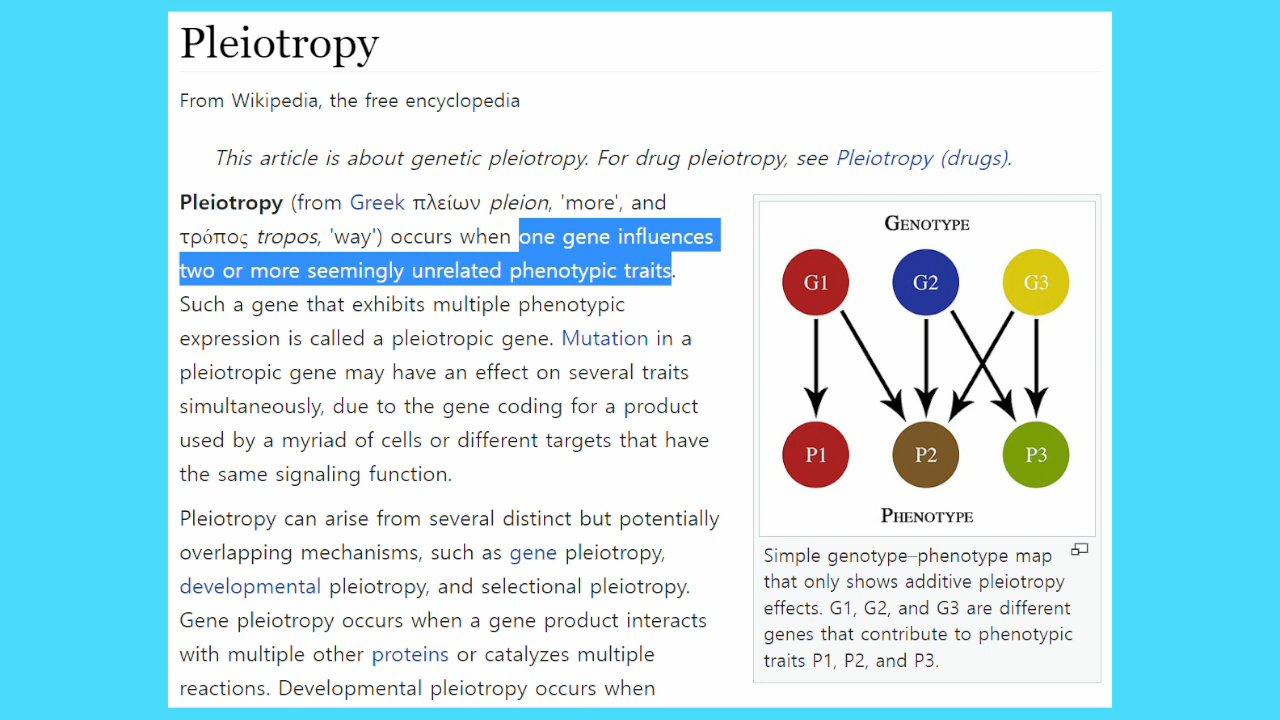 Pleiotropy
From Wikipedia, the free encyclopedia
This article is about genetic pleiotropy. For drug pleiotropy, see Pleiotropy (drugs).
Pleiotropy (from Greek πλείων pleion, 'more', and
τρόπος tropos, 'way') occurs when one gene influences
two or more seemingly unrelated phenotypic traits.
Such a gene that exhibits multiple phenotypic
expression is called a pleiotropic gene. Mutation in a
pleiotropic gene may have an effect on several traits
simultaneously, due to the gene coding for a product
used by a myriad of cells or different targets that have
the same signaling function.
Pleiotropy can arise from several distinct but potentially
overlapping mechanisms, such as gene pleiotropy,
developmental pleiotropy, and selectional pleiotropy.
Gene pleiotropy occurs when a gene product interacts
with multiple other proteins or catalyzes multiple
reactions. Developmental pleiotropy occurs when
GENOTYPE
G1 G2 G3
P1 P2 P3
PHENOTYPE
Simple genotype–phenotype map
that only shows additive pleiotropy
effects. G1, G2, and G3 are different
genes that contribute to phenotypic
traits P1, P2, and P3.